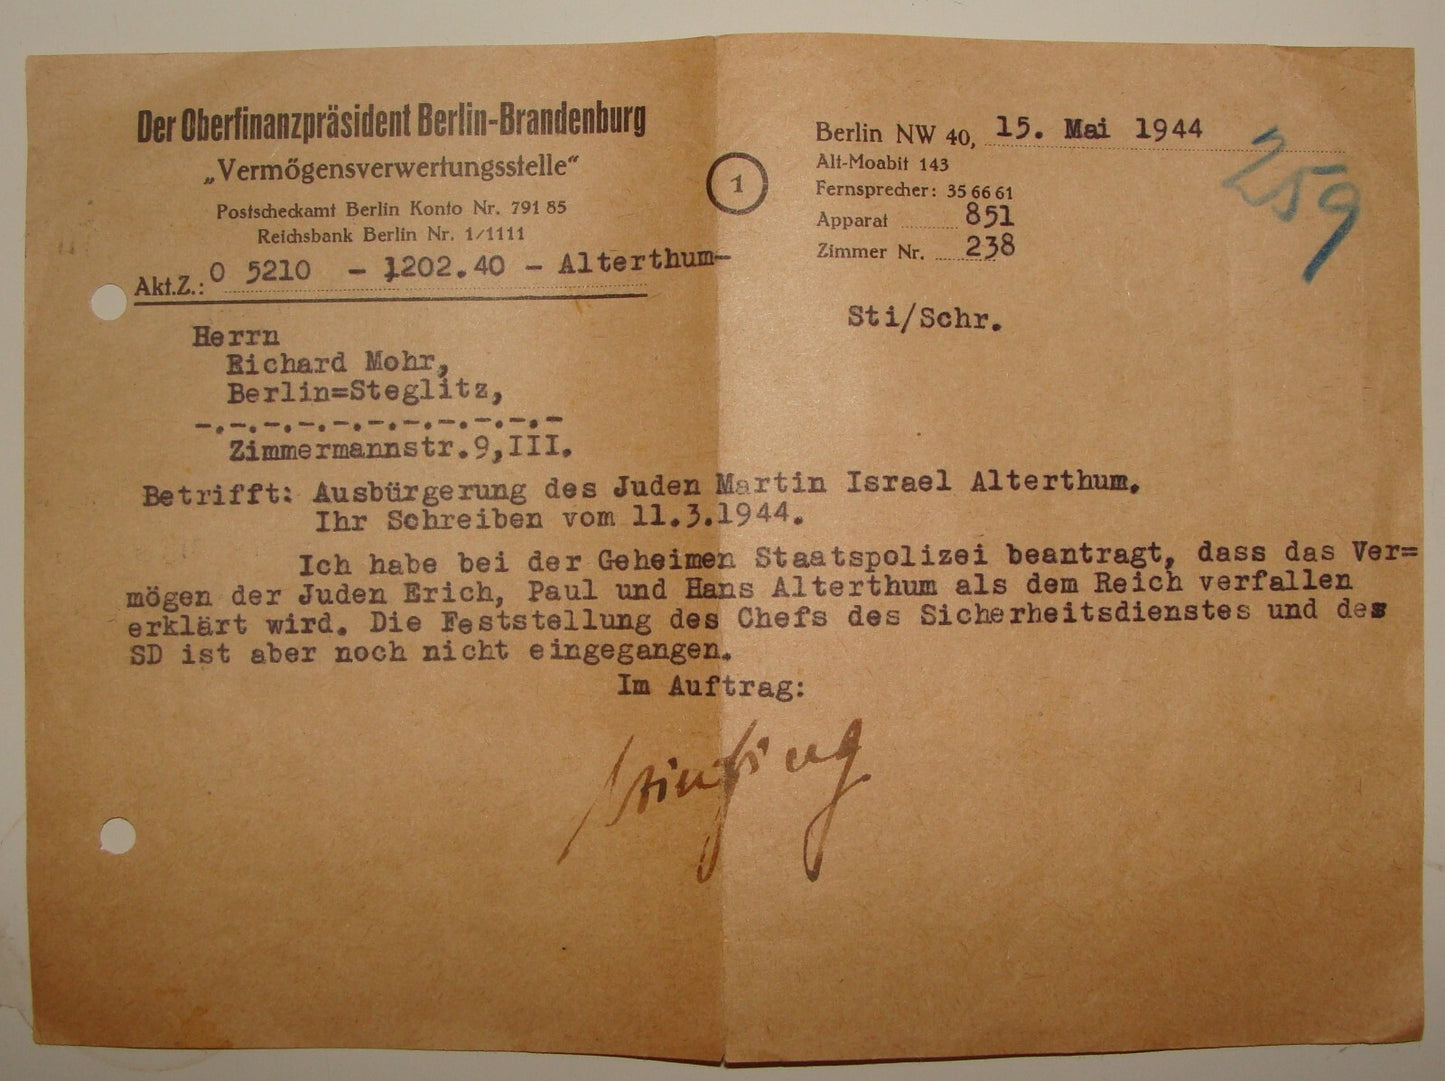 Der Oberfinanzpräsident Berlin-Brandenburg
„Vermögensverwertungsstelle“
Postscheckamt Berlin Konto Nr. 791 85
Reichsbank Berlin Nr. 1/1111
Akt.Z.: O 5210 - 1202.40 - Alterthum-
1
Berlin NW 40, 15. Mai 1944
Alt-Moabit 143
Fernsprecher: 35 66 61
Apparat 851
Zimmer Nr. 238
259
Sti/Schr.
Herrn
Richard Mohr,
Berlin=Steglitz,
-.-.-.-.-.-.-.-.-.-.-
Zimmermannstr.9,III.
Betrifft: Ausbürgerung des Juden Martin Israel Alterthum.
Ihr Schreiben vom 11.3.1944.
Ich habe bei der Geheimen Staatspolizei beantragt, dass das Ver=
mögen der Juden Erich, Paul und Hans Alterthum als dem Reich verfallen
erklärt wird. Die Feststellung des Chefs des Sicherheitsdienstes und des
SD ist aber noch nicht eingegangen.
Im Auftrag: